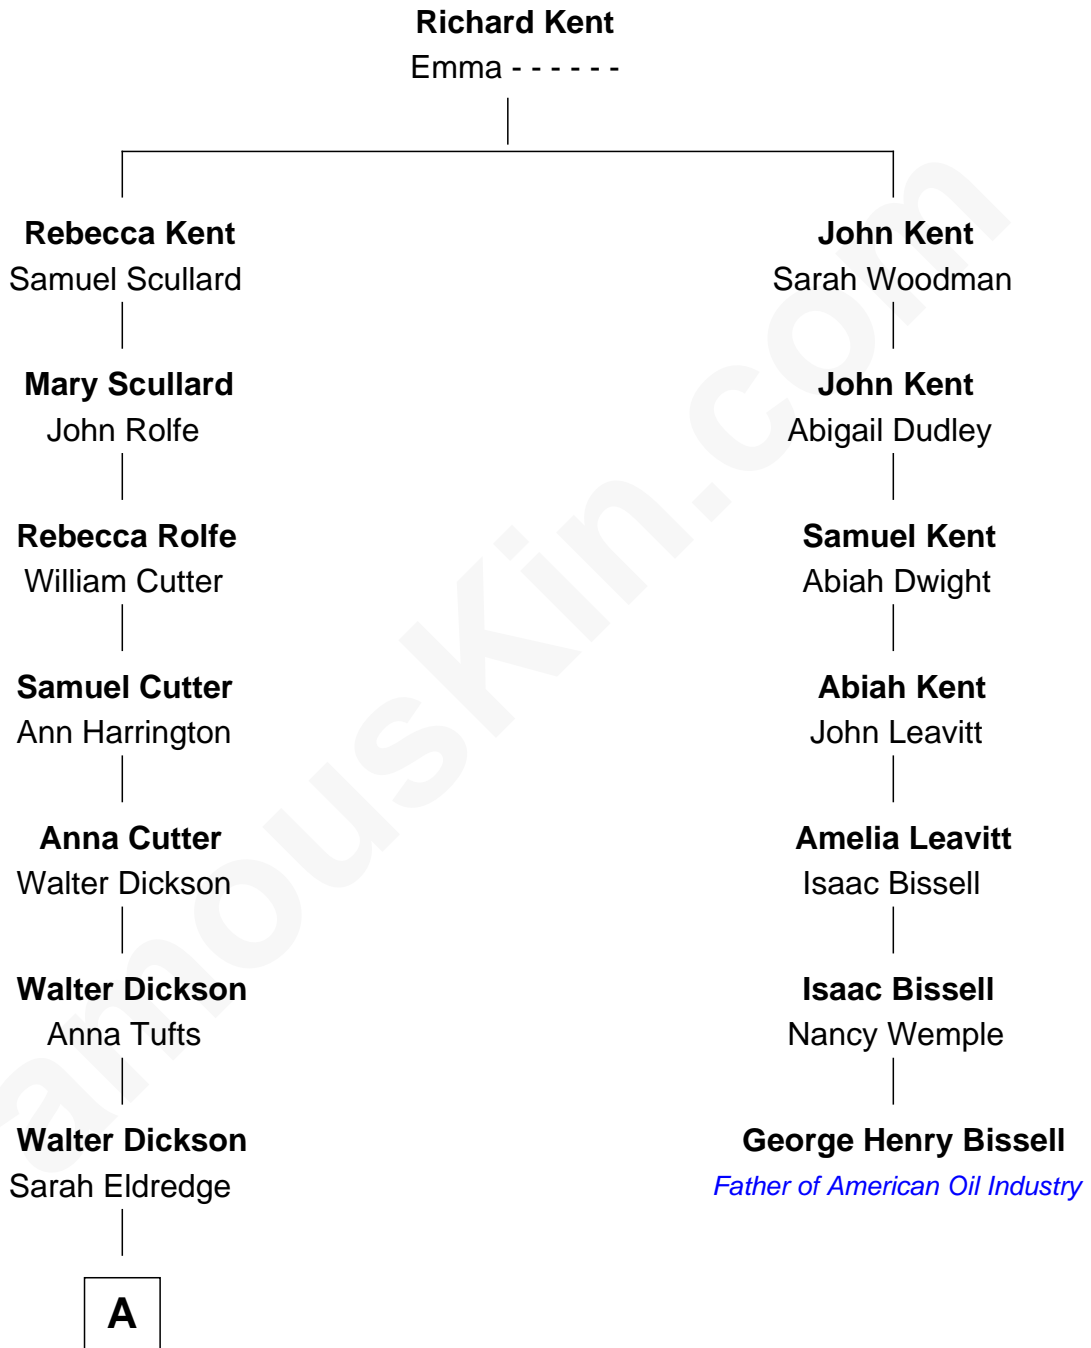 Richard Kent
Emma - - - - - -
Rebecca Kent
Samuel Scullard
John Kent
Sarah Woodman
Mary Scullard
John Rolfe
John Kent
Abigail Dudley
Rebecca Rolfe
William Cutter
Samuel Kent
Abiah Dwight
Samuel Cutter
Ann Harrington
Abiah Kent
John Leavitt
Anna Cutter
Walter Dickson
Amelia Leavitt
Isaac Bissell
Walter Dickson
Anna Tufts
Isaac Bissell
Nancy Wemple
Walter Dickson
Sarah Eldredge
George Henry Bissell
Father of American Oil Industry
A
amousKin.com